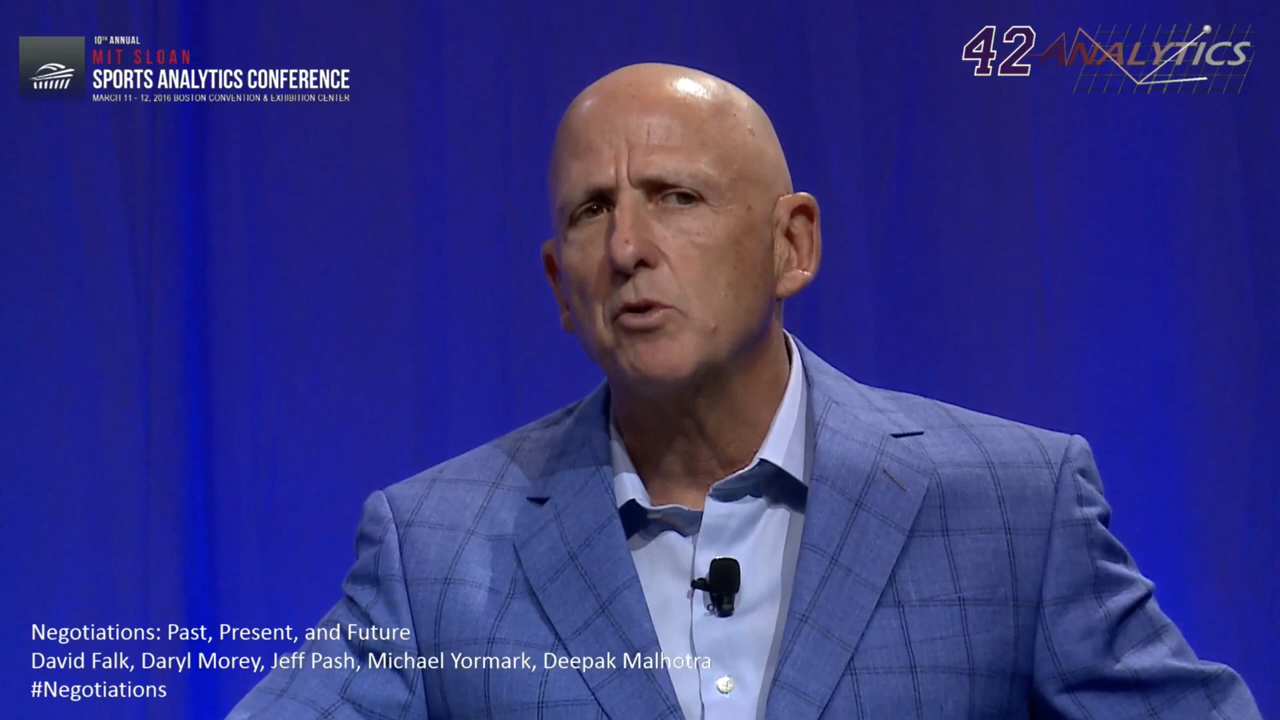 10TH ANNUAL
MIT SLOAN
SPORTS ANALYTICS CONFERENCE
MARCH 11 - 12, 2016 BOSTON CONVENTION & EXHIBITION CENTER
42 ANALYTICS
Negotiations: Past, Present, and Future
David Falk, Daryl Morey, Jeff Pash, Michael Yormark, Deepak Malhotra
#Negotiations